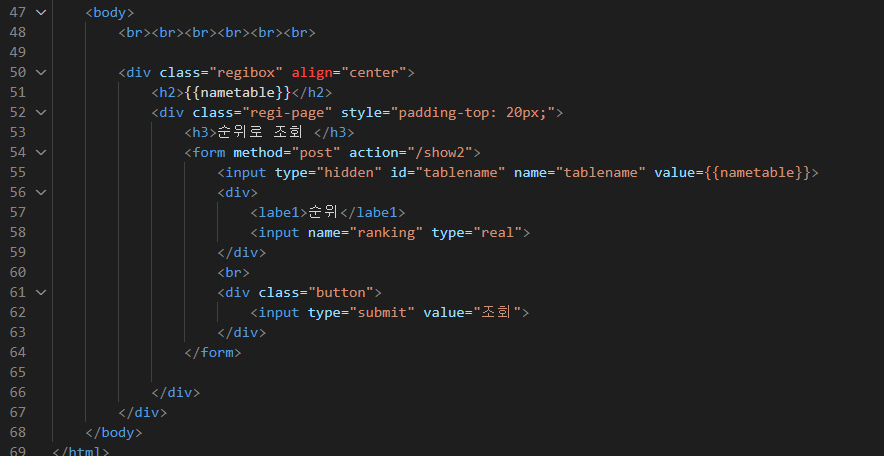 47 <body>
48 <br><br><br><br><br><br>
49
50 <div class="regibox" align="center">
51 <h2>{{nametable}}</h2>
52 <div class="regi-page" style="padding-top: 20px;">
53 <h3>순위로 조회 </h3>
54 <form method="post" action="/show2">
55 <input type="hidden" id="tablename" name="tablename" value={{nametable}}>
56 <div>
57 <labe1>순위</labe1>
58 <input name="ranking" type="real">
59 </div>
60 <br>
61 <div class="button">
62 <input type="submit" value="조회">
63 </div>
64 </form>
65
66 </div>
67 </div>
68 </body>
69 </html>